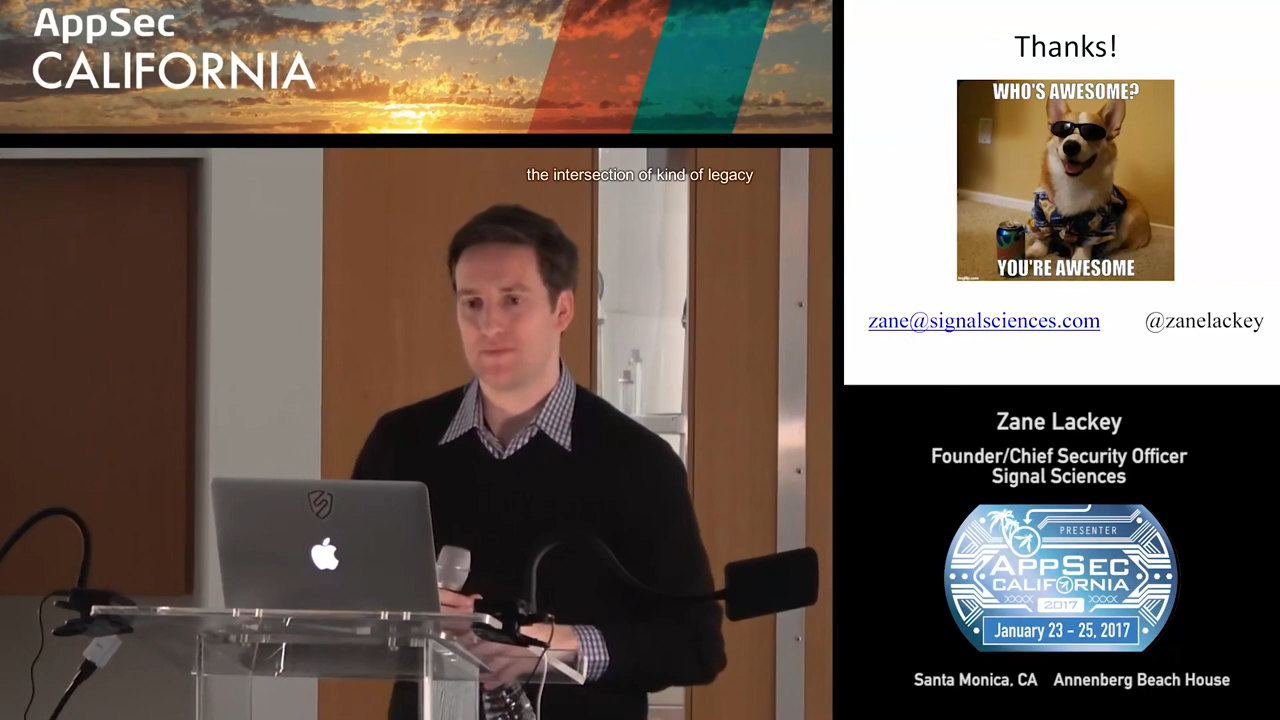 AppSec
CALIFORNIA
the intersection of kind of legacy
Thanks!
WHO'S AWESOME?
YOU'RE AWESOME
zane@signalsciences.com @zanelackey
Zane Lackey
Founder/Chief Security Officer
Signal Sciences
PRESENTER
APPSEC
CALIFORNIA
2017
January 23 - 25, 2017
Santa Monica, CA Annenberg Beach House